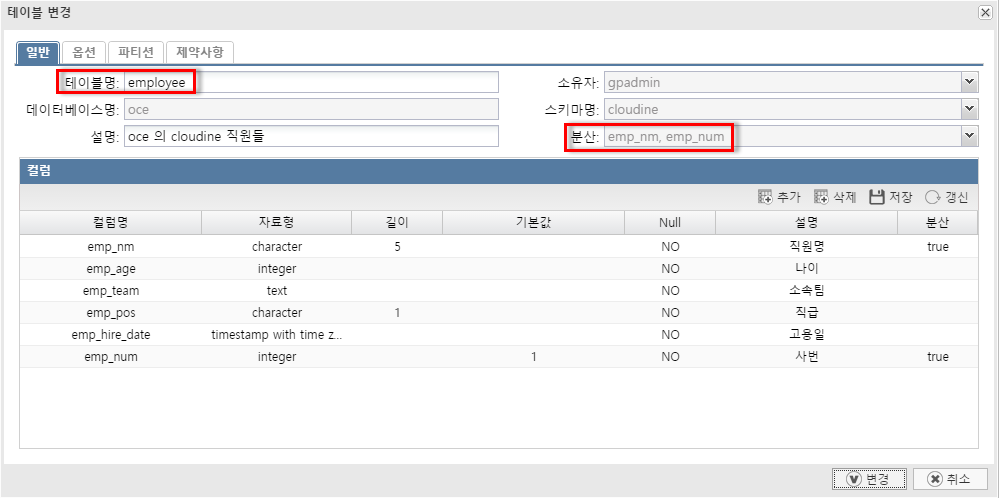 테이블 변경
일반 옵션 파티션 제약사항
테이블명: employee 소유자: gpadmin
데이터베이스명: oce 스키마명: cloudine
설명: oce 의 cloudine 직원들 분산: emp_nm, emp_num
컬럼
추가 삭제 저장 갱신
컬럼명 자료형 길이 기본값 Null 설명 분산
emp_nm character 5 NO 직원명 true
emp_age integer NO 나이
emp_team text NO 소속팀
emp_pos character 1 NO 직급
emp_hire_date timestamp with time z... NO 고용일
emp_num integer 1 NO 사번 true
변경 취소